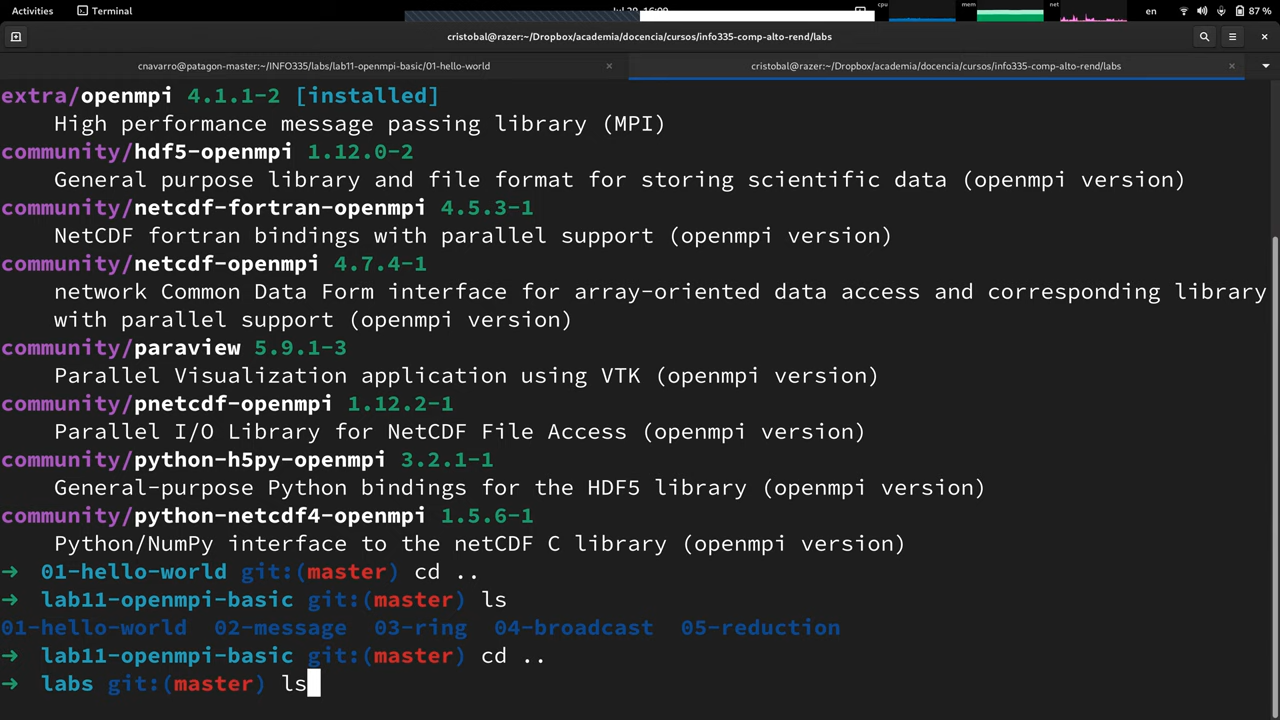 Activities Terminal cpu mem net en 87 %
cristobal@razer:~/Dropbox/academia/docencia/cursos/info335-comp-alto-rend/labs
cnavarro@patagon-master:~/INFO335/labs/lab11-openmpi-basic/01-hello-world × cristobal@razer:~/Dropbox/academia/docencia/cursos/info335-comp-alto-rend/labs ×
extra/openmpi 4.1.1-2 [installed]
High performance message passing library (MPI)
community/hdf5-openmpi 1.12.0-2
General purpose library and file format for storing scientific data (openmpi version)
community/netcdf-fortran-openmpi 4.5.3-1
NetCDF fortran bindings with parallel support (openmpi version)
community/netcdf-openmpi 4.7.4-1
network Common Data Form interface for array-oriented data access and corresponding library
with parallel support (openmpi version)
community/paraview 5.9.1-3
Parallel Visualization application using VTK (openmpi version)
community/pnetcdf-openmpi 1.12.2-1
Parallel I/O Library for NetCDF File Access (openmpi version)
community/python-h5py-openmpi 3.2.1-1
General-purpose Python bindings for the HDF5 library (openmpi version)
community/python-netcdf4-openmpi 1.5.6-1
Python/NumPy interface to the netCDF C library (openmpi version)
→ 01-hello-world git:(master) cd ..
→ lab11-openmpi-basic git:(master) ls
01-hello-world 02-message 03-ring 04-broadcast 05-reduction
→ lab11-openmpi-basic git:(master) cd ..
→ labs git:(master) ls